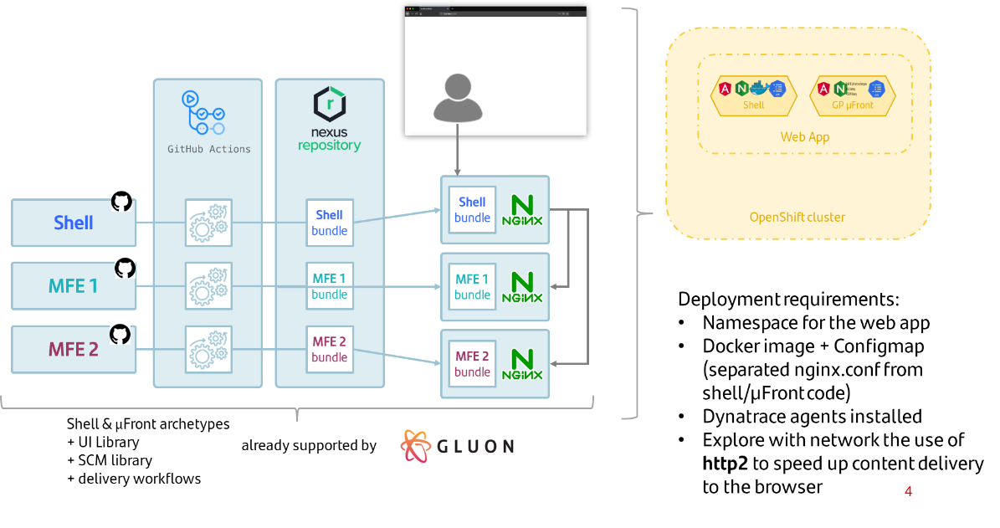 GitHub Actions
nexus
repository
Shell
MFE 1
MFE 2
Shell
bundle
MFE 1
bundle
MFE 2
bundle
Shell
bundle
NGiNX
MFE 1
bundle
NGiNX
MFE 2
bundle
NGiNX
Shell & µFront archetypes
+ UI Library
+ SCM library
+ delivery workflows
already supported by
GLUON
Shell
GP µFront
Web App
OpenShift cluster
Deployment requirements:
• Namespace for the web app
• Docker image + Configmap
(separated nginx.conf from
shell/µFront code)
• Dynatrace agents installed
• Explore with network the use of
http2 to speed up content delivery
to the browser
4